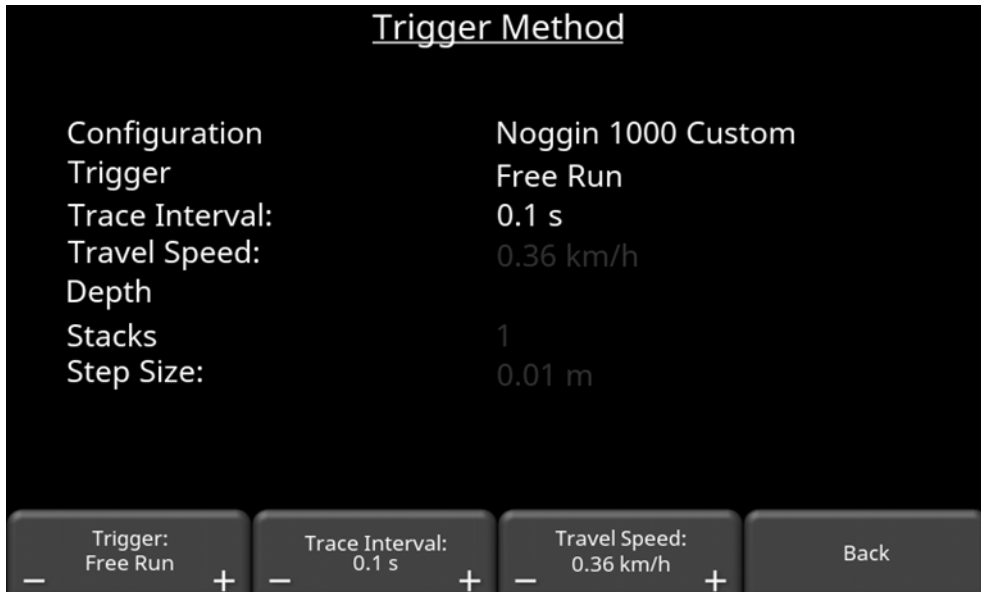 Trigger Method
Configuration Noggin 1000 Custom
Trigger Free Run
Trace Interval: 0.1 s
Travel Speed: 0.36 km/h
Depth
Stacks 1
Step Size: 0.01 m
Trigger:
Free Run
− +
Trace Interval:
0.1 s
− +
Travel Speed:
0.36 km/h
− +
Back